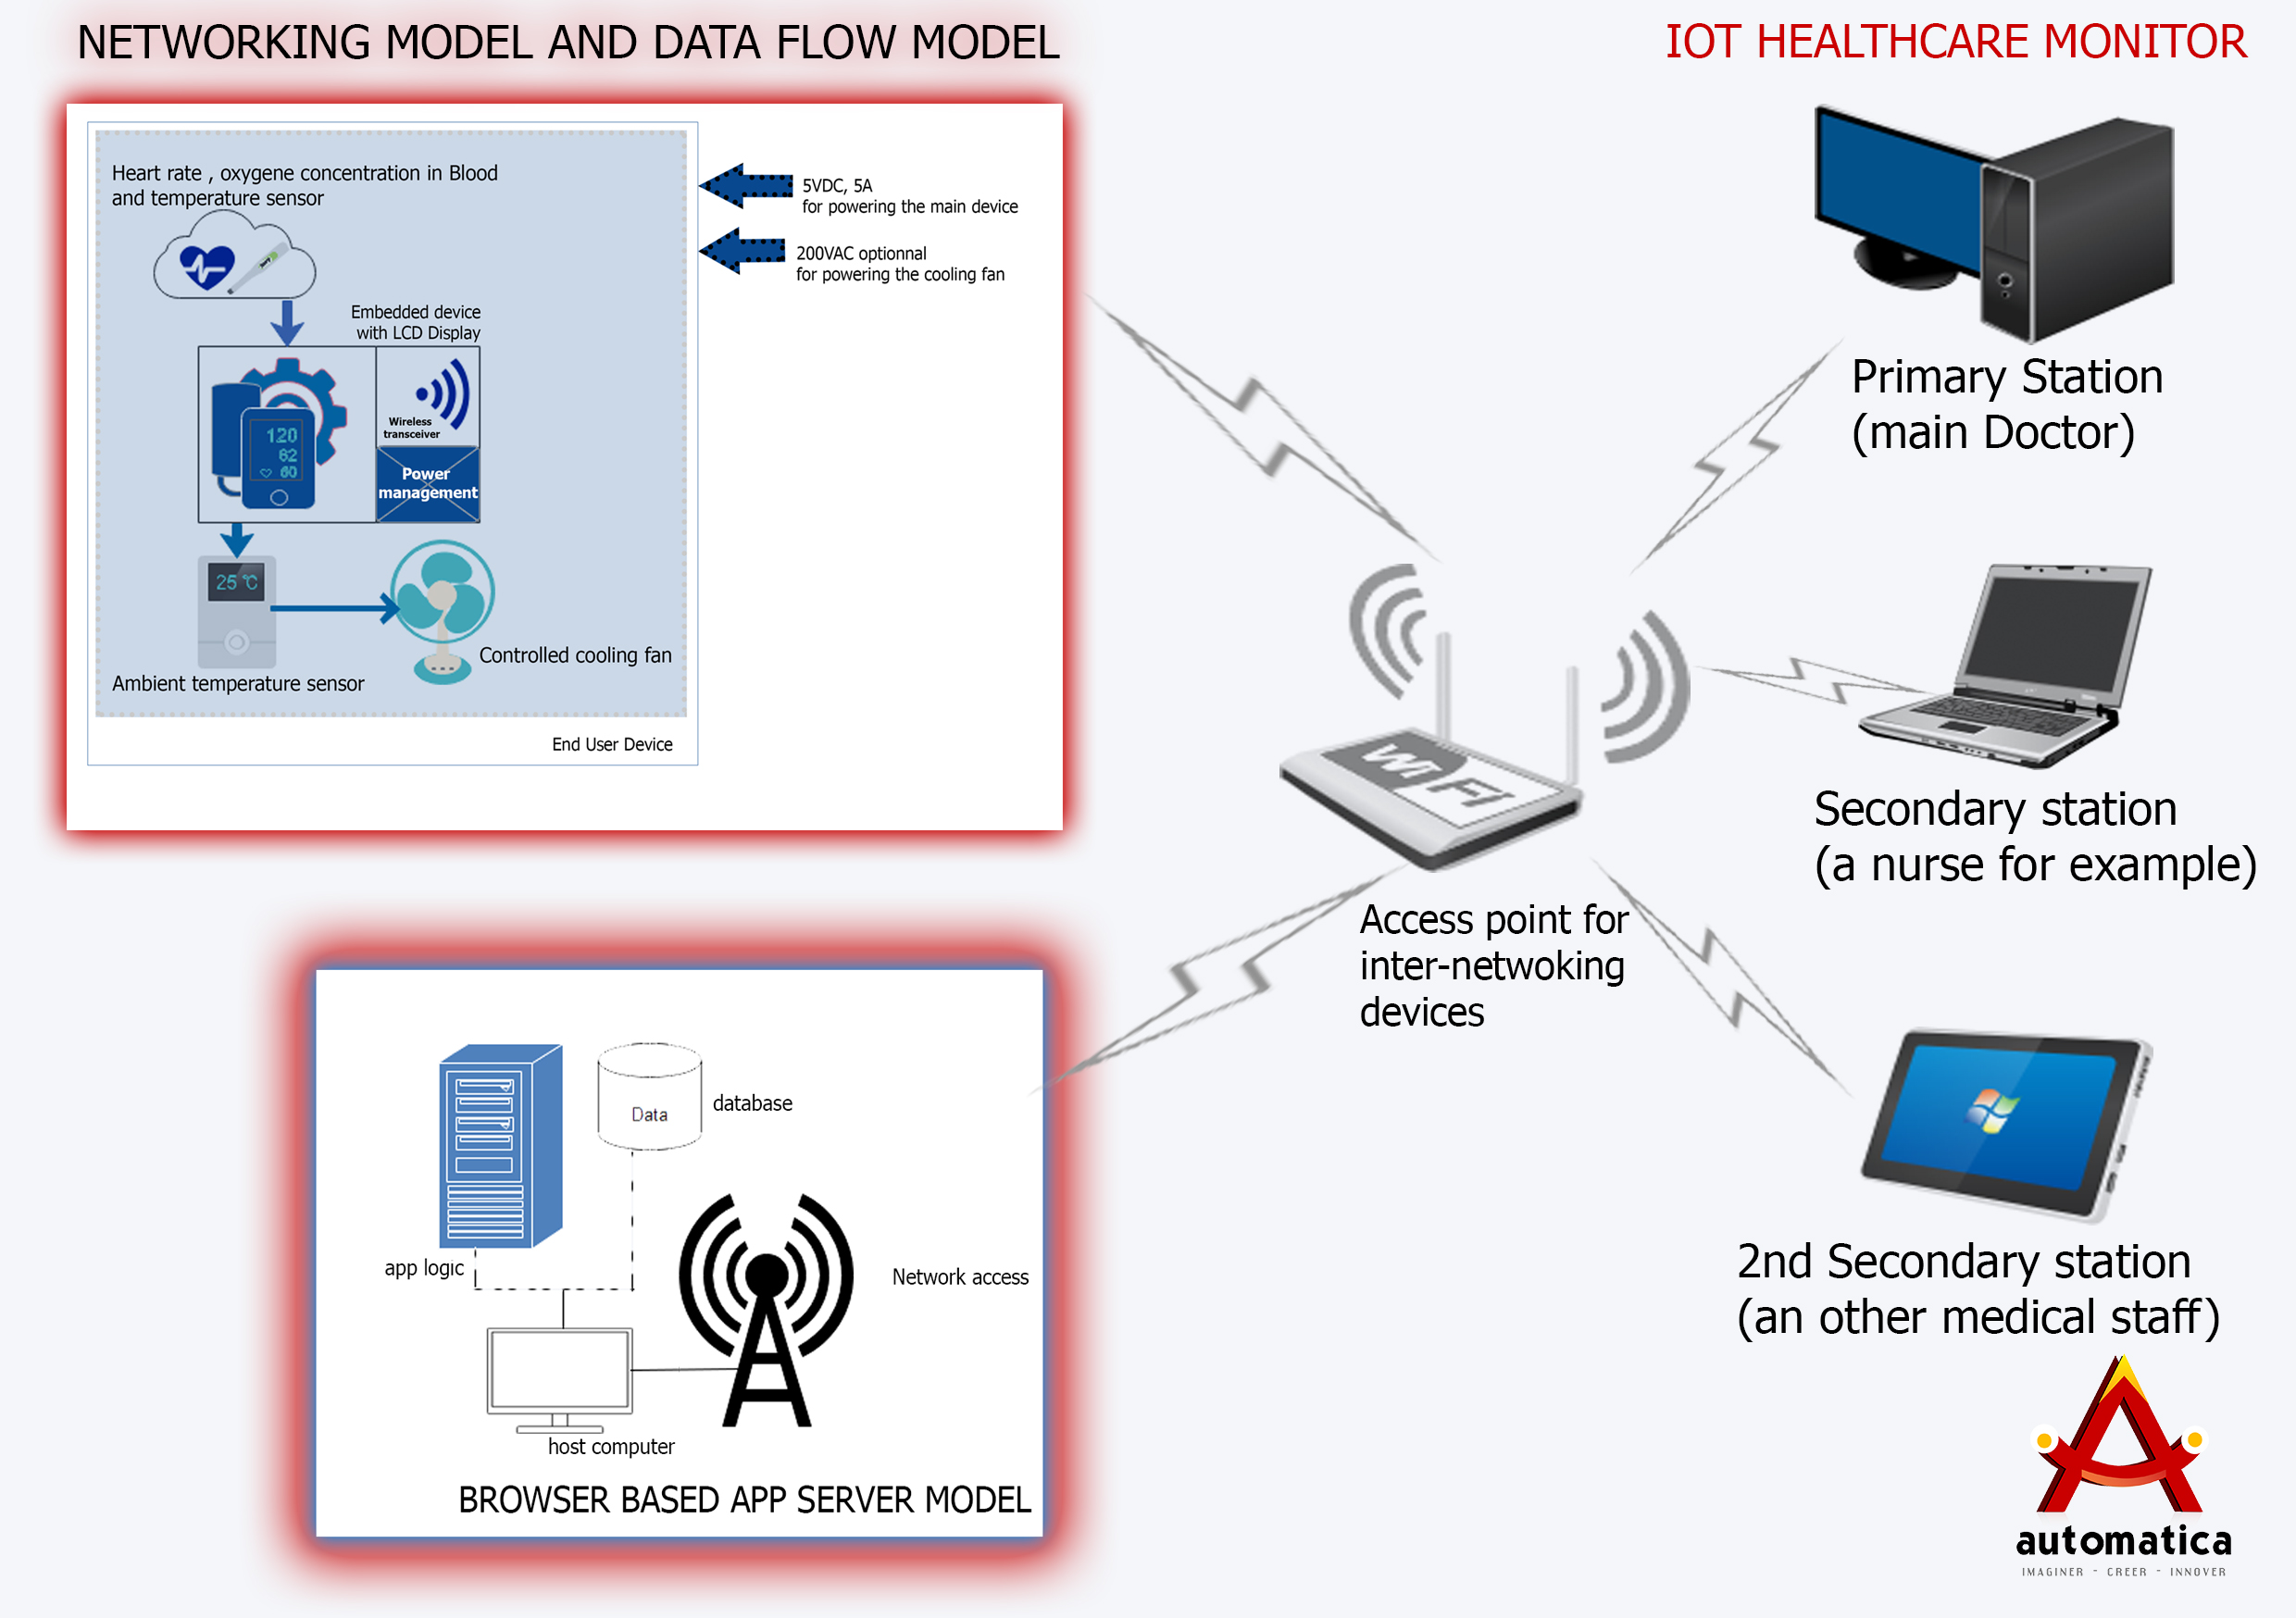 NETWORKING MODEL AND DATA FLOW MODEL
IOT HEALTHCARE MONITOR
Heart rate , oxygene concentration in Blood
and temperature sensor
5VDC, 5A
for powering the main device
200VAC optionnal
for powering the cooling fan
Embedded device
with LCD Display
Wireless
transceiver
120
62
60
Power
management
25 °C
Controlled cooling fan
Ambient temperature sensor
End User Device
Primary Station
(main Doctor)
WI FI
Secondary station
(a nurse for example)
Access point for
inter-netwoking
devices
Data
database
app logic
Network access
host computer
BROWSER BASED APP SERVER MODEL
2nd Secondary station
(an other medical staff)
automatica
IMAGINER - CREER - INNOVER